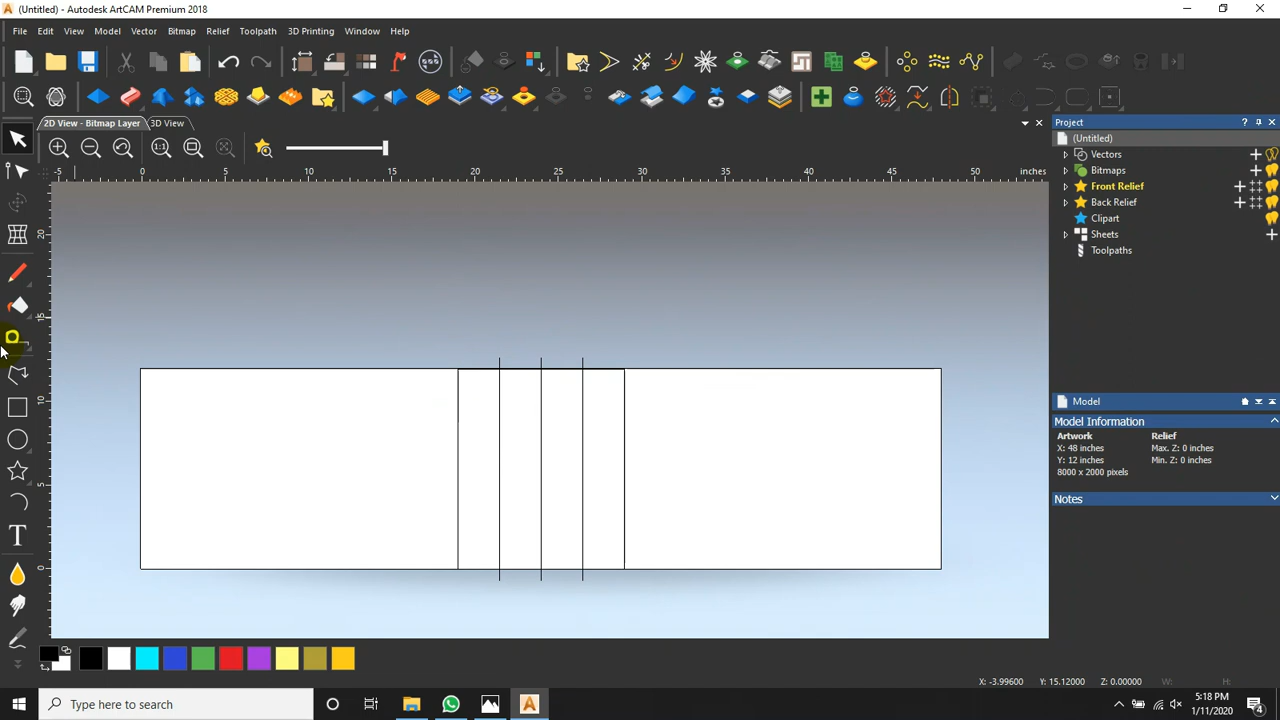 (Untitled) - Autodesk ArtCAM Premium 2018
File Edit View Model Vector Bitmap Relief Toolpath 3D Printing Window Help
2D View - Bitmap Layer 3D View
Project
(Untitled)
Vectors
Bitmaps
Front Relief
Back Relief
Clipart
Sheets
Toolpaths
1:1
-5 0 5 10 15 20 25 30 35 40 45 50 inches
20
15
10
5
0
Model
Model Information
Artwork Relief
X: 48 inches Max. Z: 0 inches
Y: 12 inches Min. Z: 0 inches
8000 x 2000 pixels
Notes
X: -3.99600 Y: 15.12000 Z: 0.00000 W: H:
Type here to search
5:18 PM
1/11/2020
4